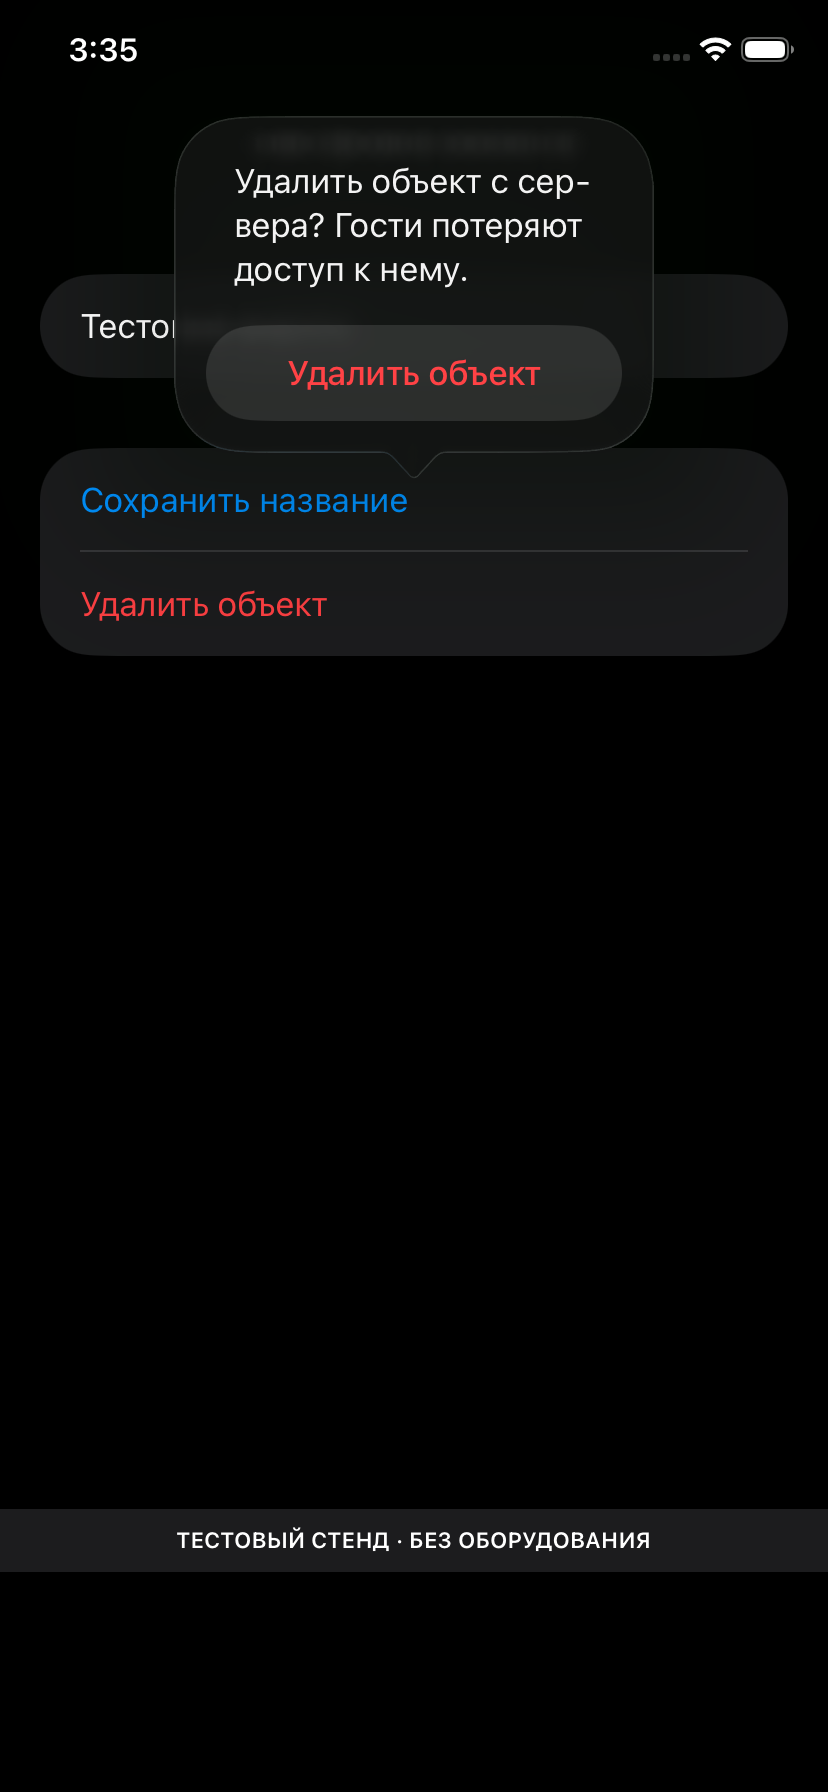 3:35
Удалить объект с сер-
вера? Гости потеряют
доступ к нему.
Удалить объект
Сохранить название
Удалить объект
ТЕСТОВЫЙ СТЕНД · БЕЗ ОБОРУДОВАНИЯ